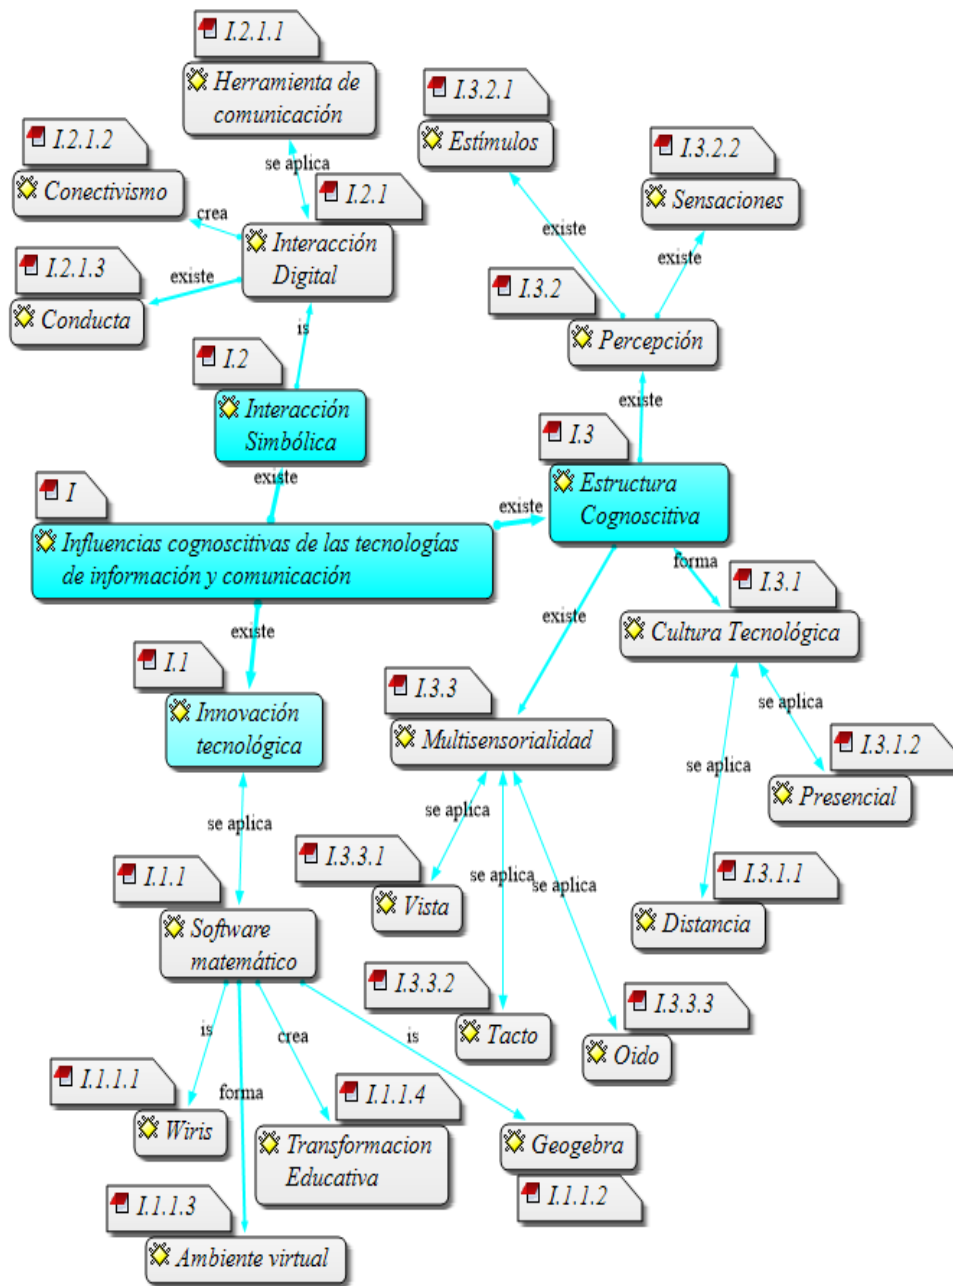 I.2.1.1
Herramienta de
comunicación
I.3.2.1
Estímulos
I.2.1.2
Conectivismo
I.3.2.2
Sensaciones
se aplica
I.2.1
crea
Interacción
Digital
existe
existe
I.2.1.3
existe
Conducta
I.3.2
Percepción
is
I.2
Interacción
Simbólica
existe
existe
I.3
Estructura
Cognoscitiva
I
existe
Influencias cognoscitivas de las tecnologías
de información y comunicación
forma
I.3.1
Cultura Tecnológica
existe
existe
I.1
Innovación
tecnológica
I.3.3
Multisensorialidad
se aplica
I.3.1.2
Presencial
se aplica
se aplica
se aplica
I.3.3.1
Vista
se aplica
se aplica
I.1.1
Software
matemático
I.3.1.1
Distancia
I.3.3.2
Tacto
I.3.3.3
Oido
is
crea
is
forma
I.1.1.1
Wiris
I.1.1.4
Transformacion
Educativa
Geogebra
I.1.1.2
I.1.1.3
Ambiente virtual